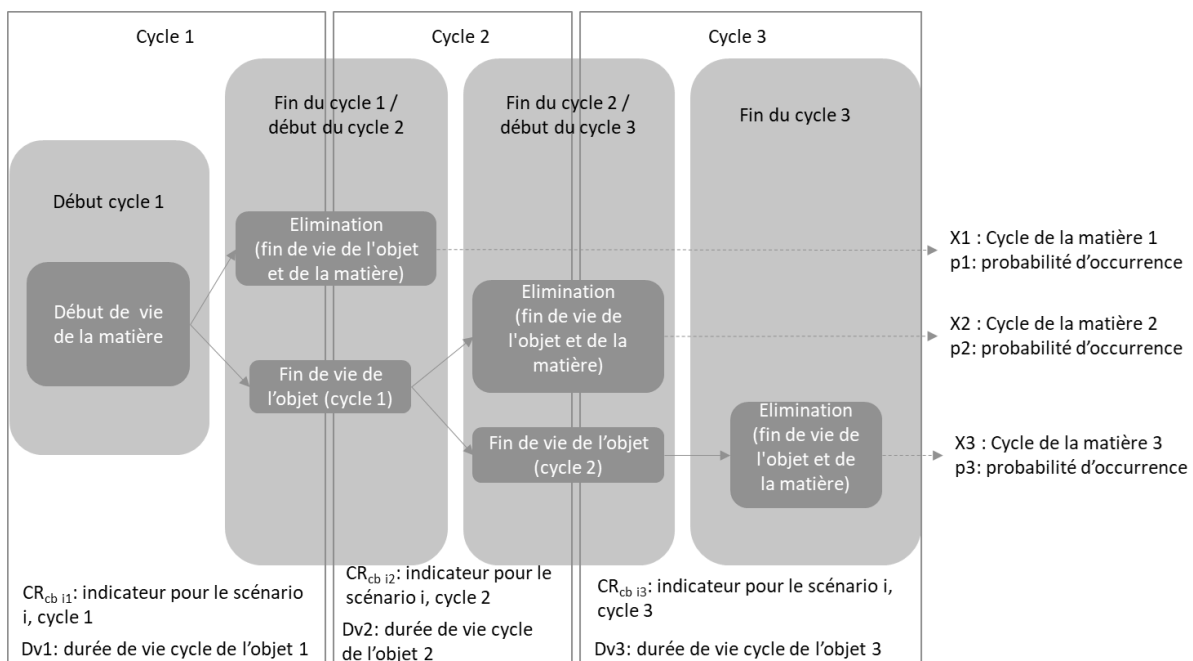 Cycle 1
Cycle 2
Cycle 3
Fin du cycle 1 /
début du cycle 2
Fin du cycle 2 /
début du cycle 3
Fin du cycle 3
Début cycle 1
Début de vie
de la matière
Elimination
(fin de vie de l'objet
et de la matière)
Fin de vie de
l’objet (cycle 1)
Elimination
(fin de vie de
l'objet et de la
matière)
Fin de vie de l’objet
(cycle 2)
Elimination
(fin de vie de
l'objet et de
la matière)
X1 : Cycle de la matière 1
p1: probabilité d’occurrence
X2 : Cycle de la matière 2
p2: probabilité d’occurrence
X3 : Cycle de la matière 3
p3: probabilité d’occurrence
CRcb i1: indicateur pour le scénario
i, cycle 1
Dv1: durée de vie cycle de l’objet 1
CRcb i2: indicateur pour le
scénario i, cycle 2
Dv2: durée de vie cycle
de l’objet 2
CRcb i3: indicateur pour le scénario i,
cycle 3
Dv3: durée de vie cycle de l’objet 3